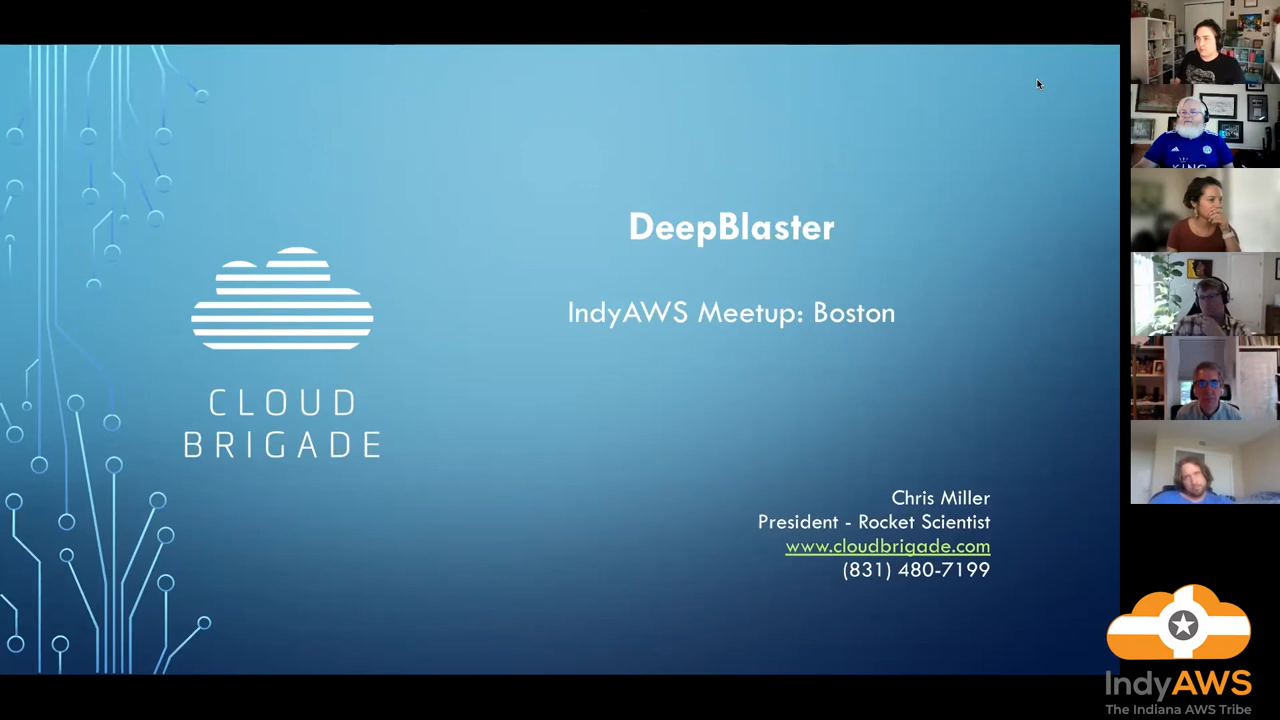 DeepBlaster
IndyAWS Meetup: Boston
CLOUD
BRIGADE
Chris Miller
President - Rocket Scientist
www.cloudbrigade.com
(831) 480-7199
KING
IndyAWS
The Indiana AWS Tribe